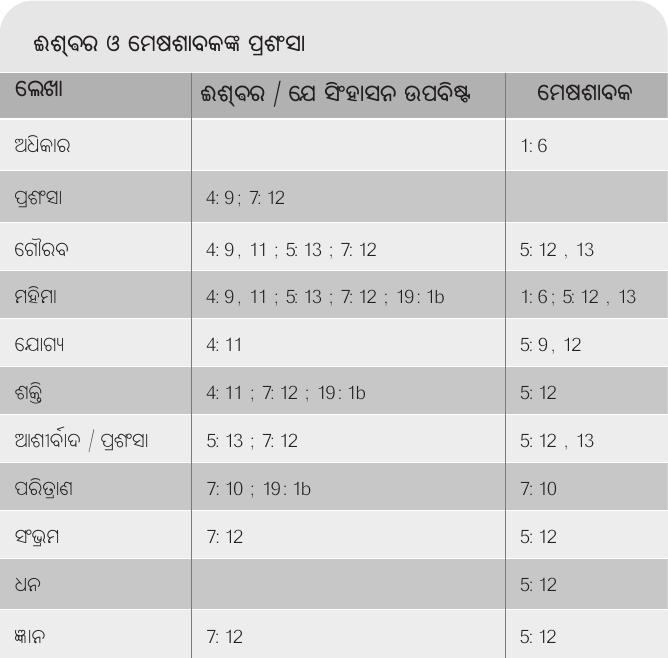 ଈଶ୍ଵର ଓ ମେଷଶାବକଙ୍କ ପ୍ରଶଂସା
ଲେଖା ଈଶ୍ଵର / ଯେ ସିଂହାସନ ଉପବିଷ୍ଟ ମେଷଶାବକ
ଅଧିକାର 1: 6
ପ୍ରଶଂସା 4: 9 ; 7: 12
ଗୌରବ 4: 9 , 11 ; 5: 13 ; 7: 12 5: 12 , 13
ମହିମା 4: 9 , 11 ; 5: 13 ; 7: 12 ; 19: 1b 1: 6 ; 5: 12 , 13
ଯୋଗ୍ୟ 4: 11 5: 9 , 12
ଶକ୍ତି 4: 11 ; 7: 12 ; 19: 1b 5: 12
ଆଶୀର୍ବାଦ / ପ୍ରଶଂସା 5: 13 ; 7: 12 5: 12 , 13
ପରିତ୍ରାଣ 7: 10 ; 19: 1b 7: 10
ସଂଭ୍ରମ 7: 12 5: 12
ଧନ 5: 12
ଜ୍ଞାନ 7: 12 5: 12